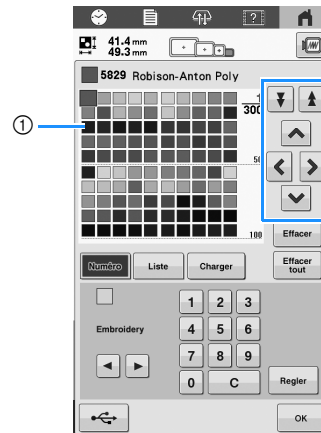 ?
41.4 mm
49.3 mm
5829 Robison-Anton Poly
1
300
50
100
①
Effacer
Numéro
Liste
Charger
Effacer
tout
1 2 3
Embroidery
4 5 6
7 8 9
0 C
Regler
OK